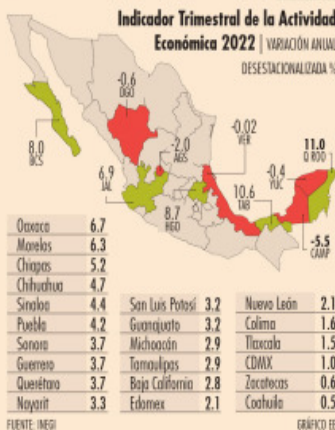 Indicador Trimestral de la Actividad
Económica 2022 | VARIACIÓN ANUAL
DESESTACIONALIZADA %
-0.6
DGO
-0.02
VER
11.0
Q ROO
8.0
BCS
-2.0
AGS
-0.4
YUC
6.9
JAL
10.6
TAB
8.7
HGO
-5.5
CAMP
Oaxaca 6.7
Morelos 6.3
Chiapas 5.2
Chihuahua 4.7
Sinaloa 4.4
Puebla 4.2
Sonora 3.7
Guerrero 3.7
Querétaro 3.7
Nayarit 3.3
San Luis Potosí 3.2
Guanajuato 3.2
Michoacán 2.9
Tamaulipas 2.9
Baja California 2.8
Edomex 2.1
Nuevo León 2.1
Colima 1.6
Tlaxcala 1.5
CDMX 1.0
Zacatecas 0.6
Coahuila 0.5
FUENTE: INEGI
GRÁFICO EE